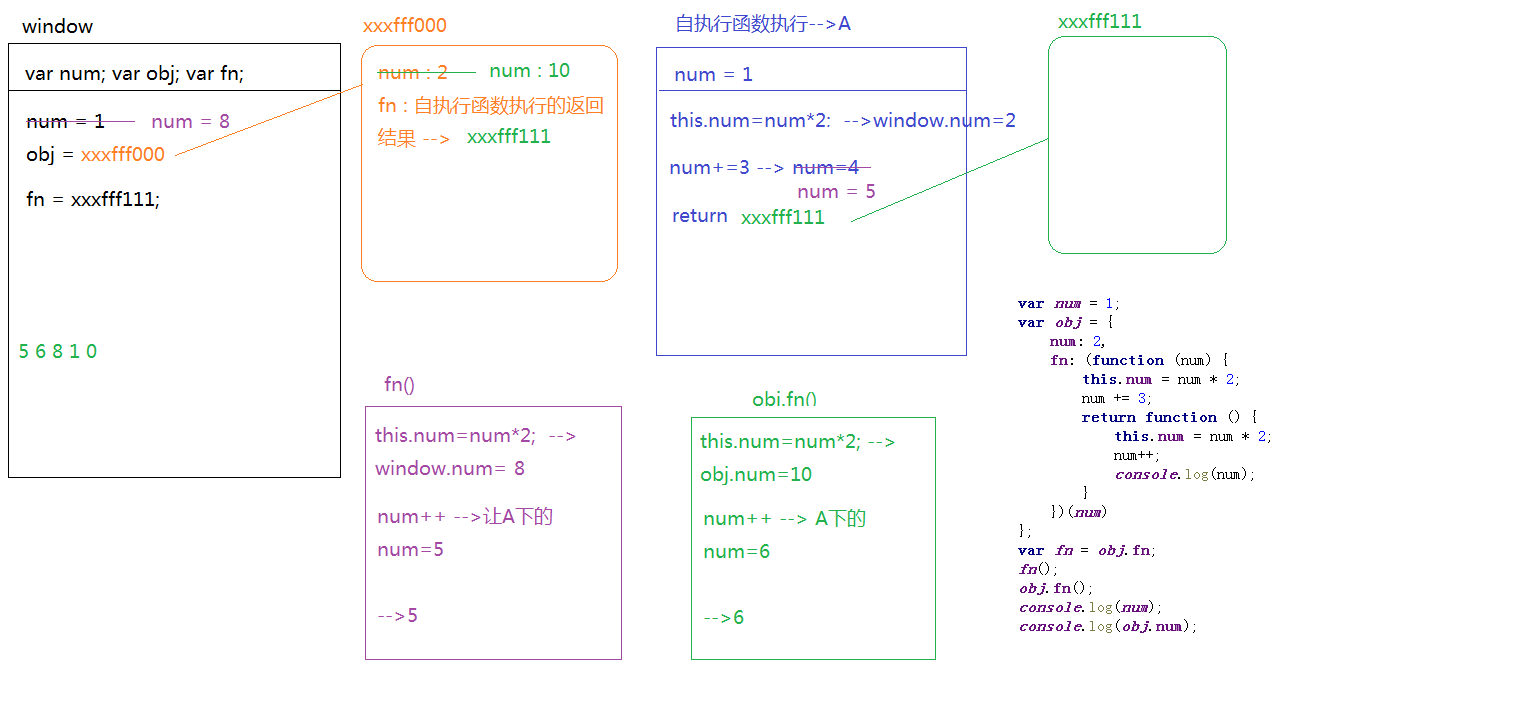 window
var num; var obj; var fn;
num = 1 num = 8
obj = xxxfff000
fn = xxxfff111;
5 6 8 1 0
xxxfff000
num : 2 num : 10
fn : 自执行函数执行的返回
结果 --> xxxfff111
自执行函数执行-->A
num = 1
this.num=num*2: -->window.num=2
num+=3 --> num=4
num = 5
return xxxfff111
xxxfff111
fn()
this.num=num*2; -->
window.num= 8
num++ -->让A下的
num=5
-->5
obi.fn()
this.num=num*2; -->
obj.num=10
num++ --> A下的
num=6
-->6
var num = 1;
var obj = {
num: 2,
fn: (function (num) {
this.num = num * 2;
num += 3;
return function () {
this.num = num * 2;
num++;
console.log(num);
}
})(num)
};
var fn = obj.fn;
fn();
obj.fn();
console.log(num);
console.log(obj.num);